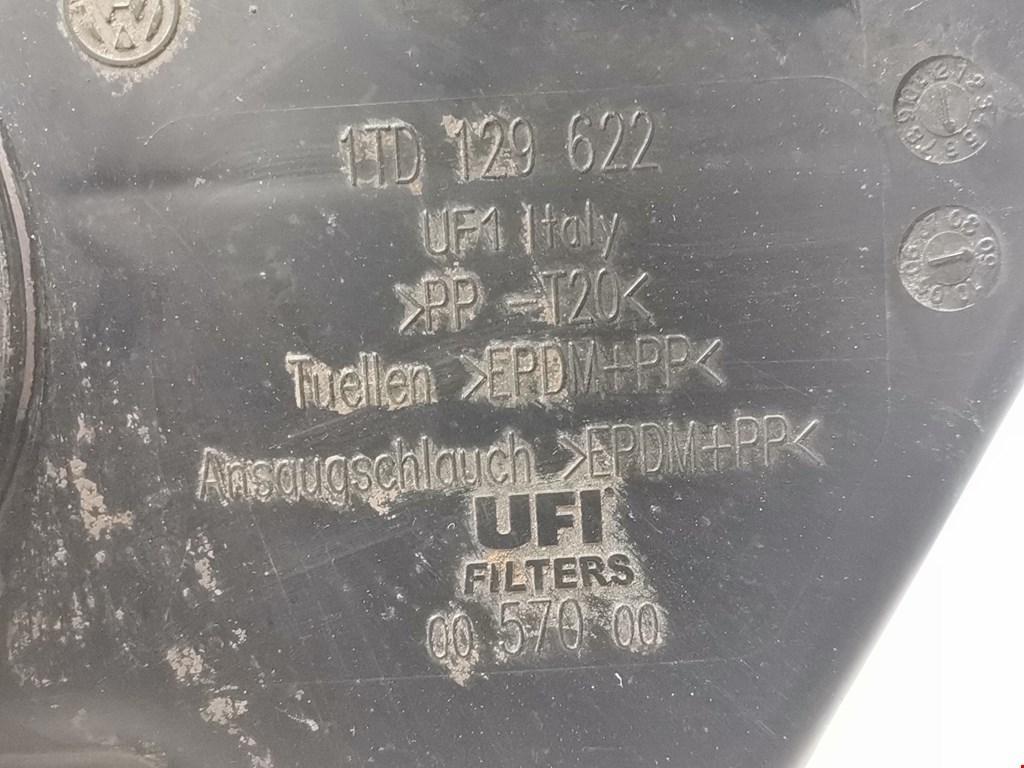 1TD 129 622
UF1 Italy
>PP -T20<
Tuellen >EPDM+PP<
Ansaugschlauch >EPDM+PP<
UFI
FILTERS
00 570 00